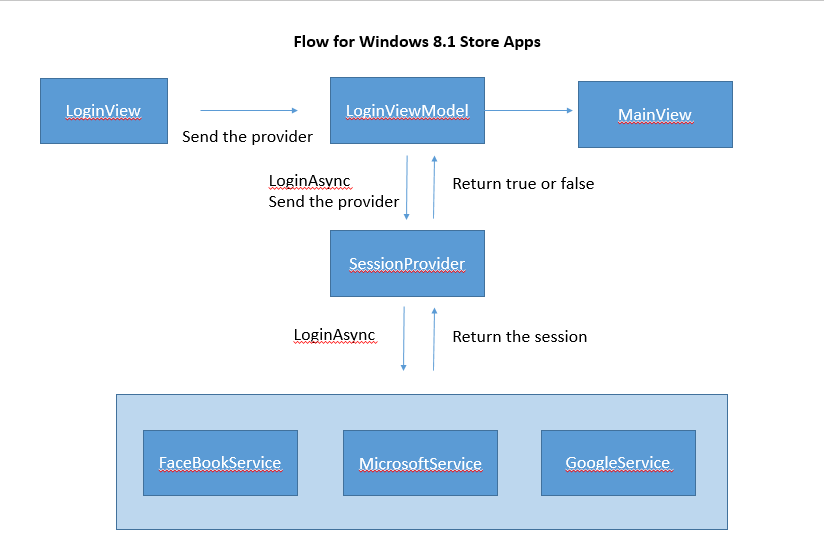 Flow for Windows 8.1 Store Apps
LoginView
LoginViewModel
MainView
Send the provider
LoginAsync
Send the provider
Return true or false
SessionProvider
LoginAsync
Return the session
FaceBookService
MicrosoftService
GoogleService